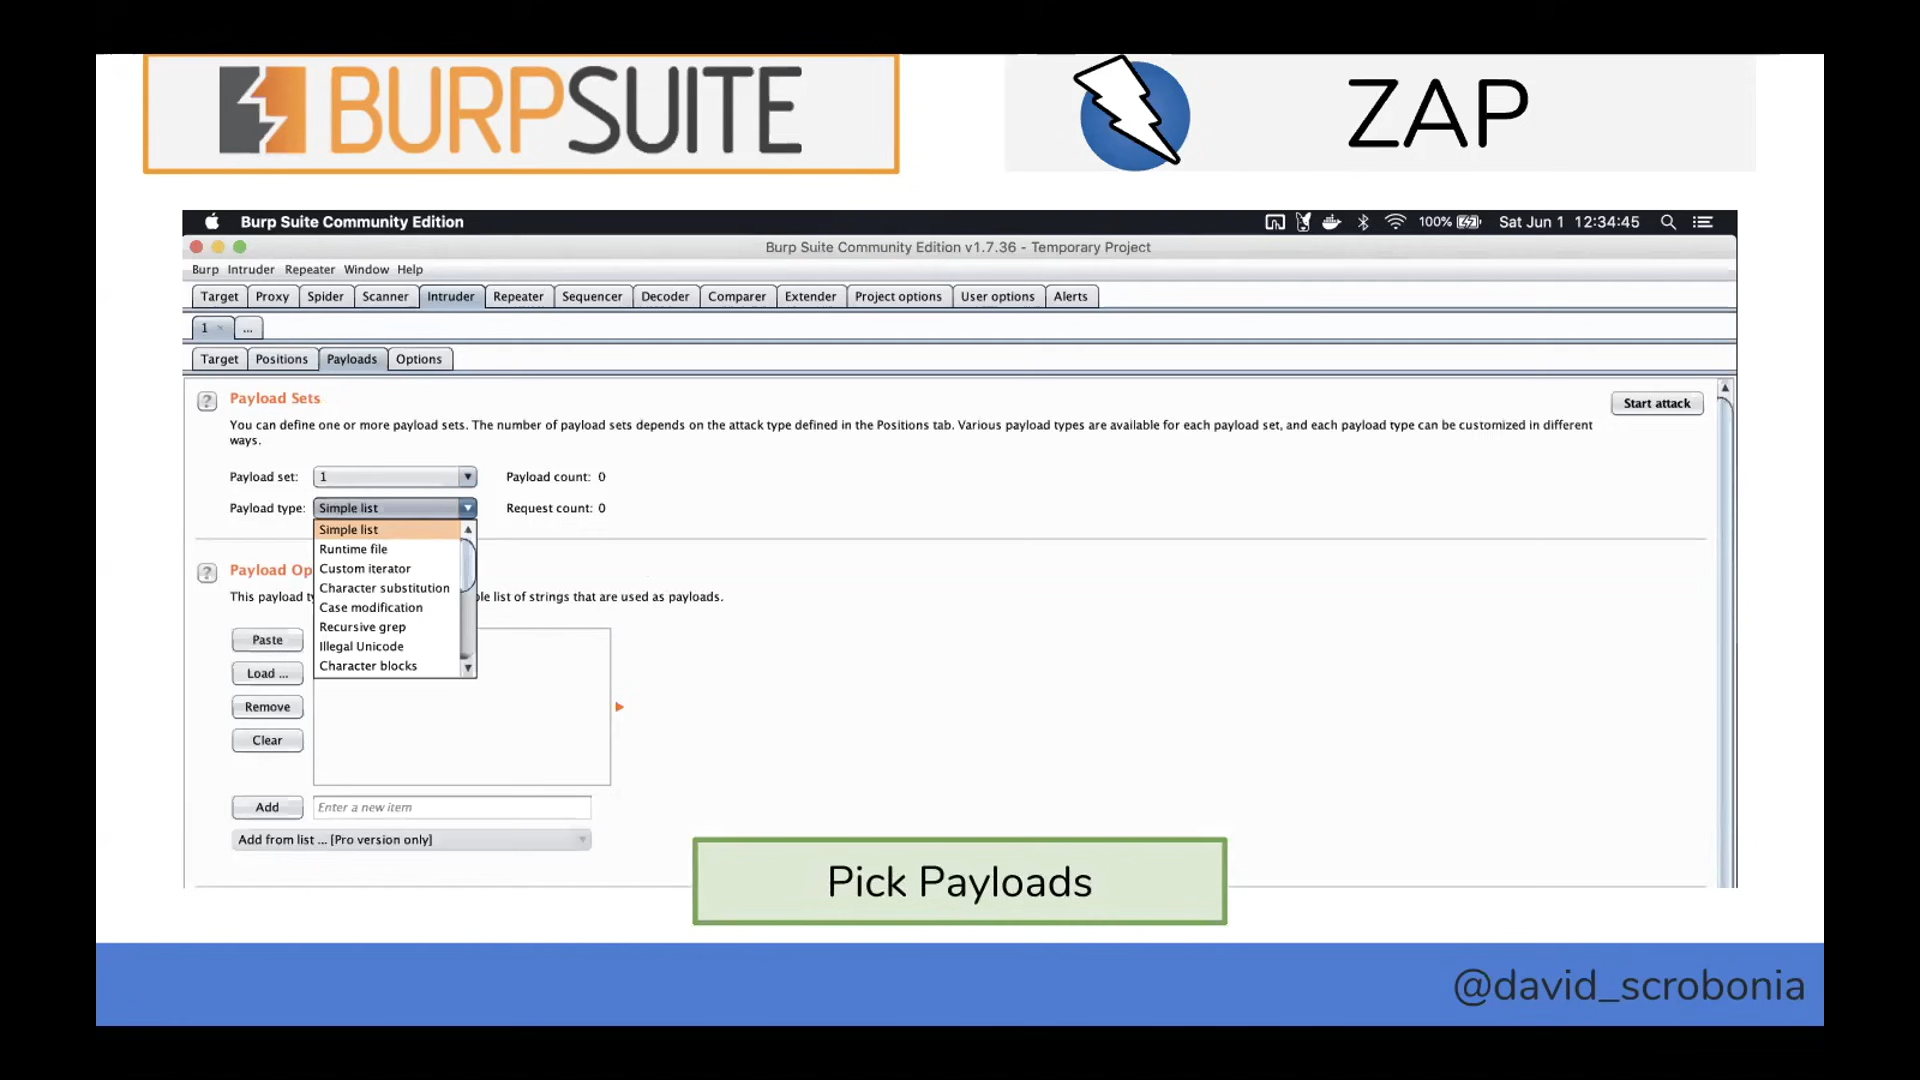 BURPSUITE
ZAP
Burp Suite Community Edition
100%
Sat Jun 1 12:34:45
Burp Suite Community Edition v1.7.36 - Temporary Project
Burp Intruder Repeater Window Help
Target Proxy Spider Scanner Intruder Repeater Sequencer Decoder Comparer Extender Project options User options Alerts
1 × ...
Target Positions Payloads Options
? Payload Sets
Start attack
You can define one or more payload sets. The number of payload sets depends on the attack type defined in the Positions tab. Various payload types are available for each payload set, and each payload type can be customized in different
ways.
Payload set: 1 Payload count: 0
Payload type: Simple list Request count: 0
Simple list
Runtime file
Custom iterator
Character substitution
Case modification
Recursive grep
Illegal Unicode
Character blocks
? Payload Op
This payload t
le list of strings that are used as payloads.
Paste
Load ...
Remove
Clear
Add Enter a new item
Add from list ... [Pro version only]
Pick Payloads
@david_scrobonia